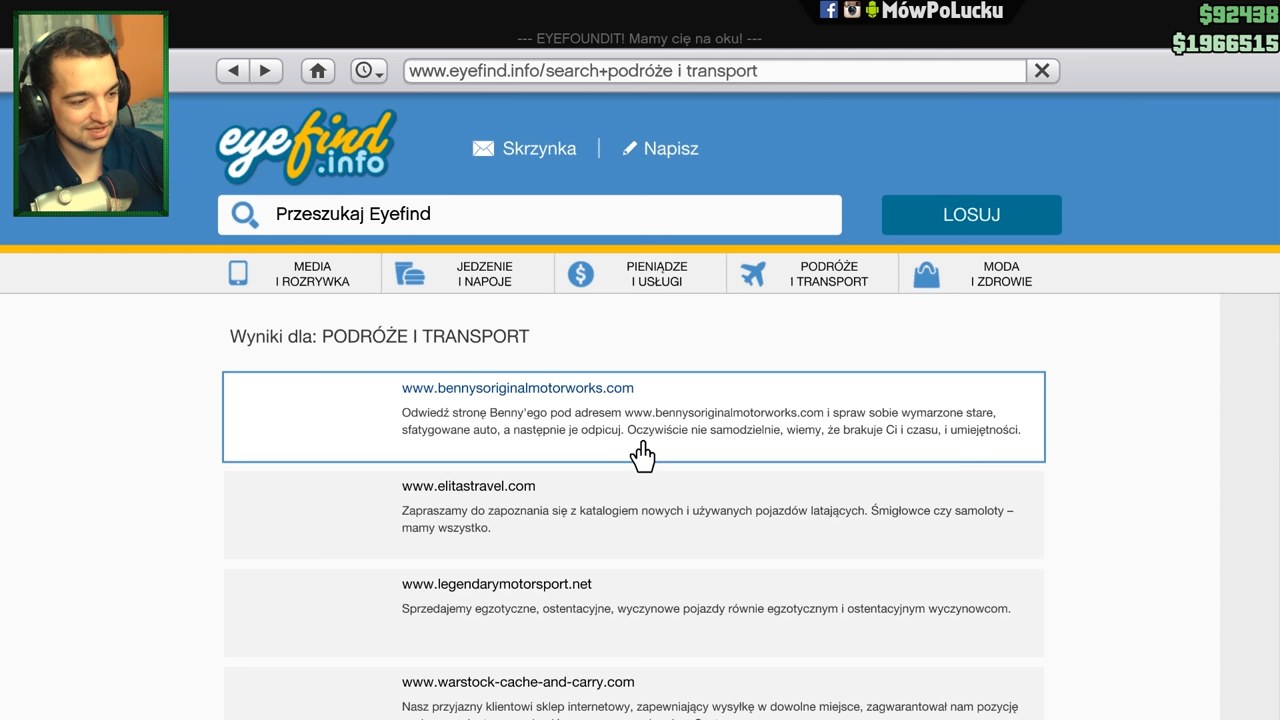 MówPoLucku
$92438
--- EYEFOUNDIT! Mamy cię na oku! ---
$1966515
www.eyefind.info/search+podróże i transport
eyefind.info
Skrzynka
Napisz
Przeszukaj Eyefind
LOSUJ
MEDIA
I ROZRYWKA
JEDZENIE
I NAPOJE
PIENIĄDZE
I USŁUGI
PODRÓŻE
I TRANSPORT
MODA
I ZDROWIE
Wyniki dla: PODRÓŻE I TRANSPORT
www.bennysoriginalmotorworks.com
Odwiedź stronę Benny'ego pod adresem www.bennysoriginalmotorworks.com i spraw sobie wymarzone stare,
sfatygowane auto, a następnie je odpicuj. Oczywiście nie samodzielnie, wiemy, że brakuje Ci i czasu, i umiejętności.
www.elitastravel.com
Zapraszamy do zapoznania się z katalogiem nowych i używanych pojazdów latających. Śmigłowce czy samoloty –
mamy wszystko.
www.legendarymotorsport.net
Sprzedajemy egzotyczne, ostentacyjne, wyczynowe pojazdy równie egzotycznym i ostentacyjnym wyczynowcom.
www.warstock-cache-and-carry.com
Nasz przyjazny klientowi sklep internetowy, zapewniający wysyłkę w dowolne miejsce, zagwarantował nam pozycję